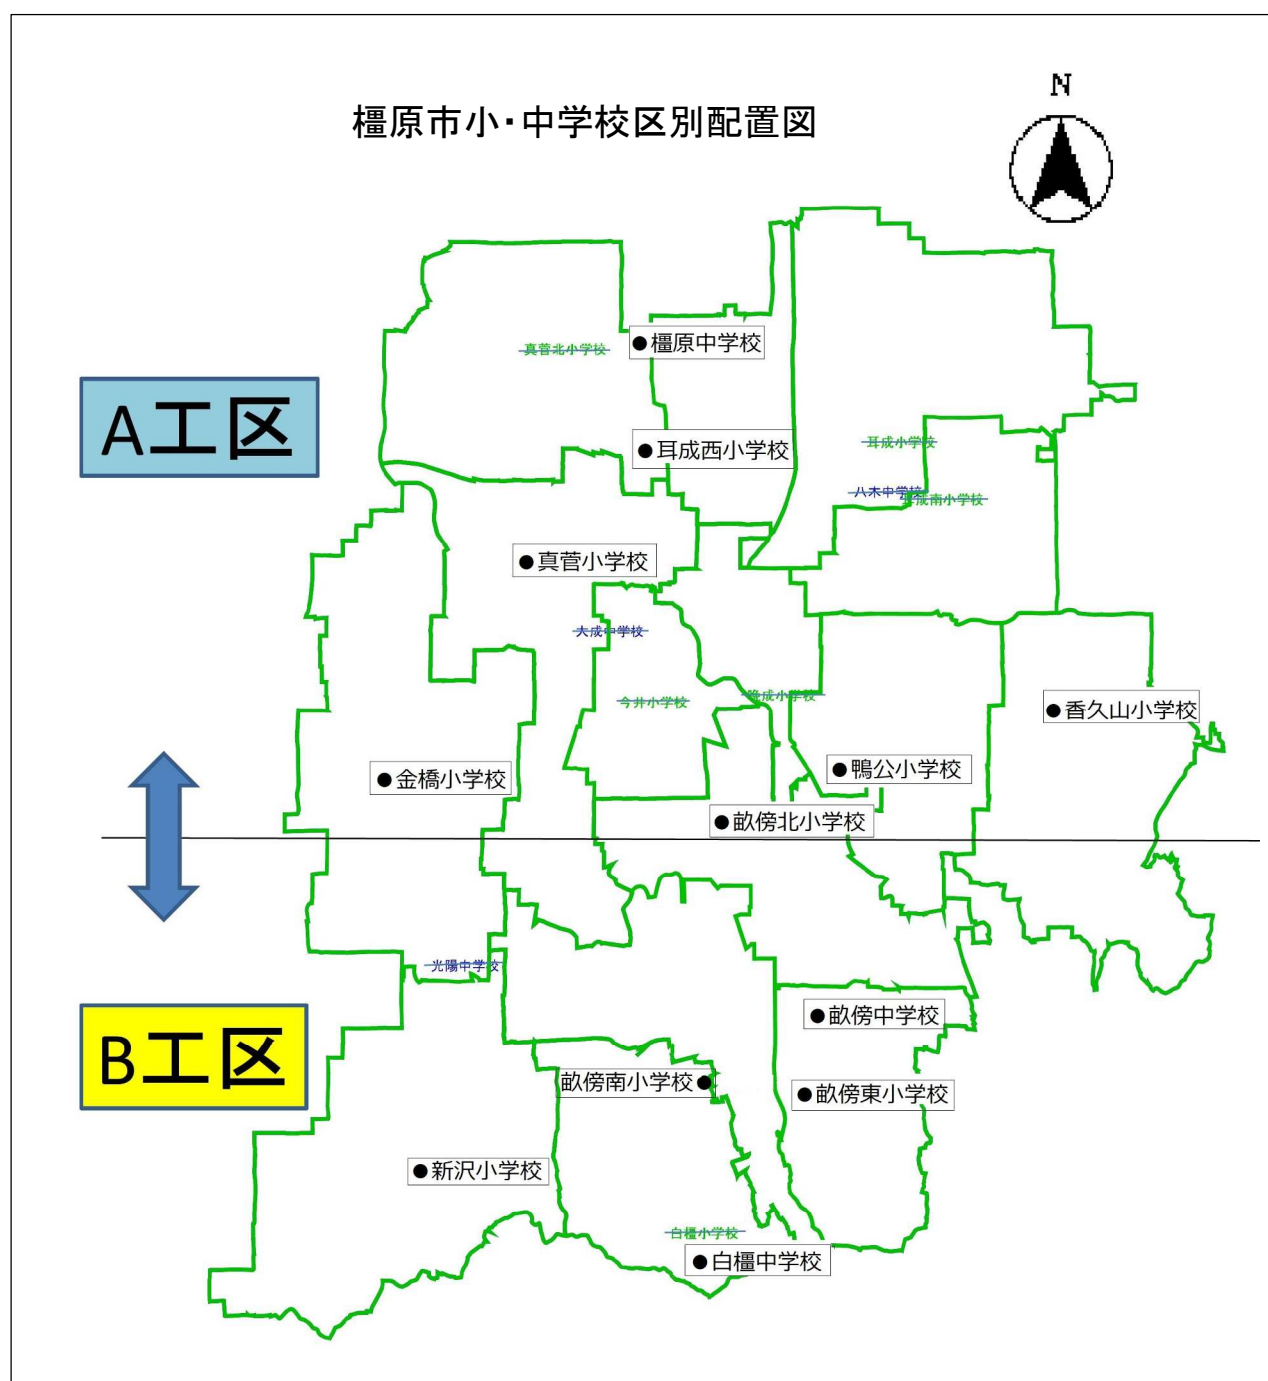 N
橿原市小・中学校区別配置図
橿原中学校
真菅北小学校
A工区
耳成小学校
耳成西小学校
八木中学校
耳成南小学校
真菅小学校
大成中学校
今井小学校
晩成小学校
香久山小学校
鴨公小学校
金橋小学校
畝傍北小学校
光陽中学校
畝傍中学校
B工区
畝傍南小学校
畝傍東小学校
新沢小学校
白橿小学校
白橿中学校